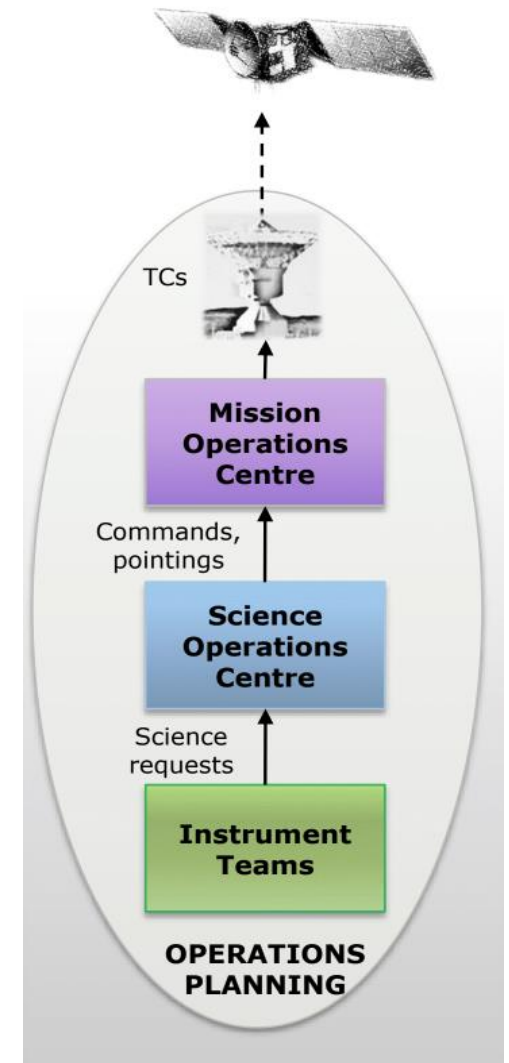 TCs
Mission
Operations
Centre
Commands,
pointings
Science
Operations
Centre
Science
requests
Instrument
Teams
OPERATIONS
PLANNING